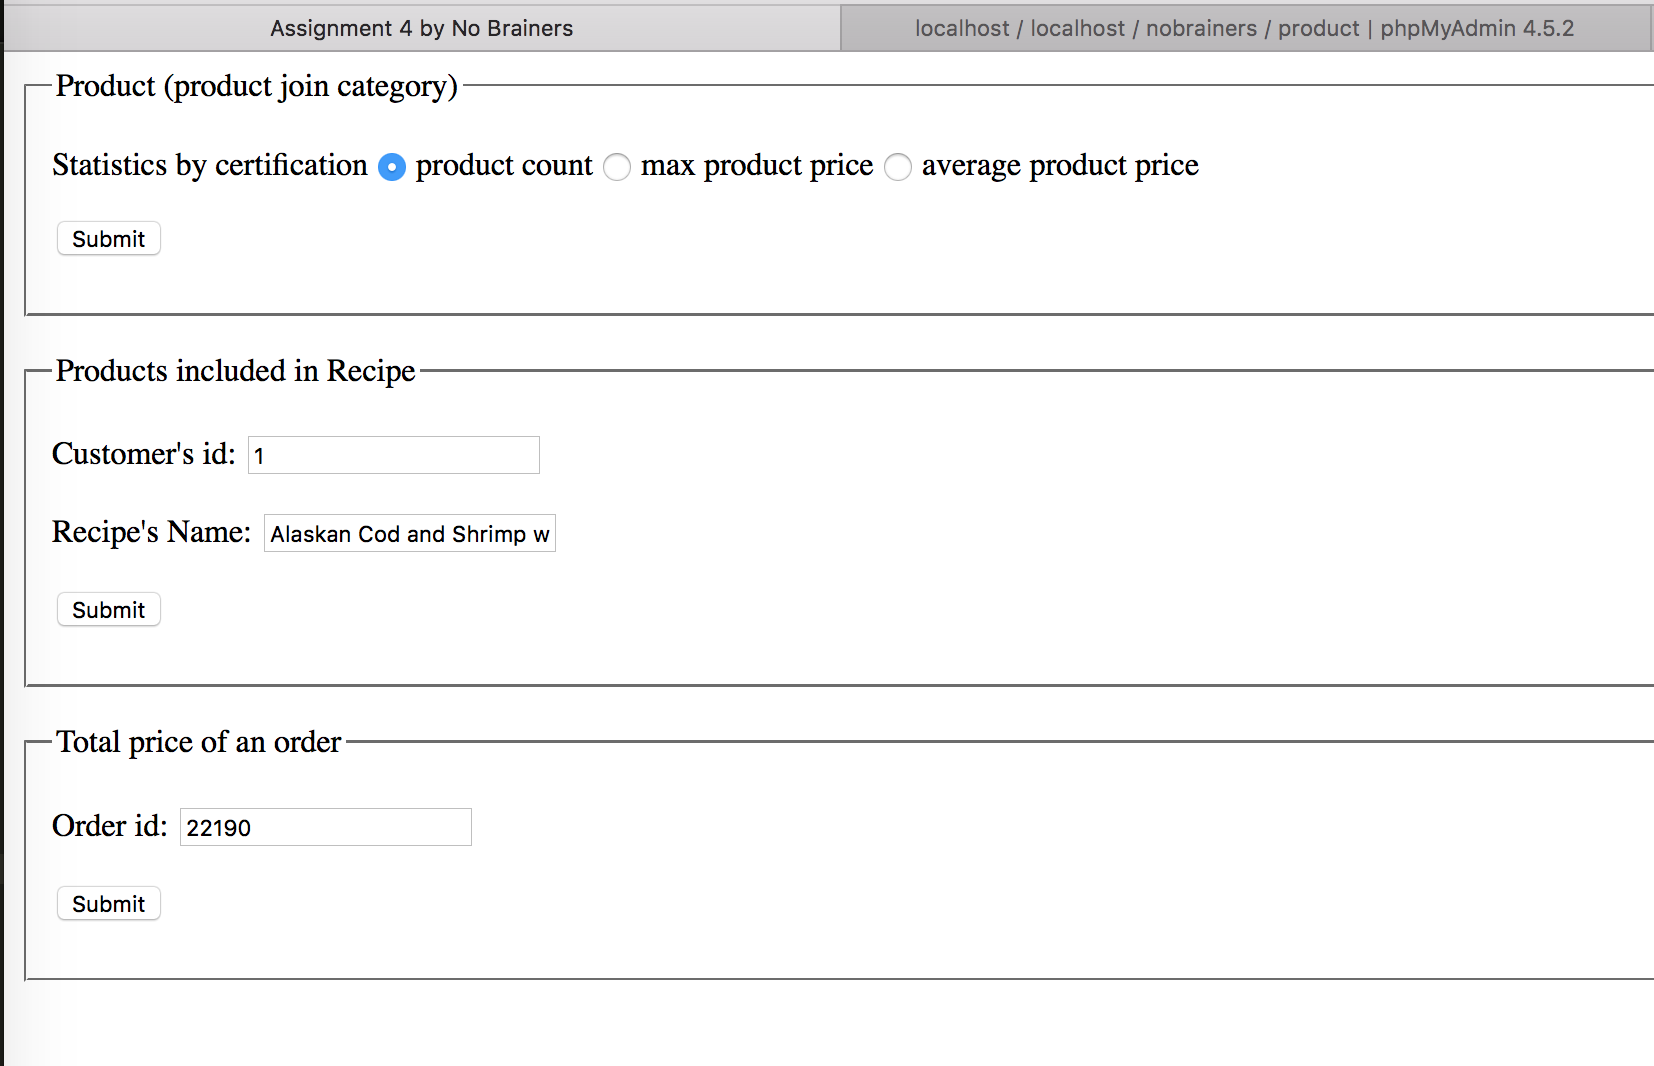 Assignment 4 by No Brainers
localhost / localhost / nobrainers / product | phpMyAdmin 4.5.2
Product (product join category)
Statistics by certification product count max product price average product price
Submit
Products included in Recipe
Customer's id: 1
Recipe's Name: Alaskan Cod and Shrimp w
Submit
Total price of an order
Order id: 22190
Submit